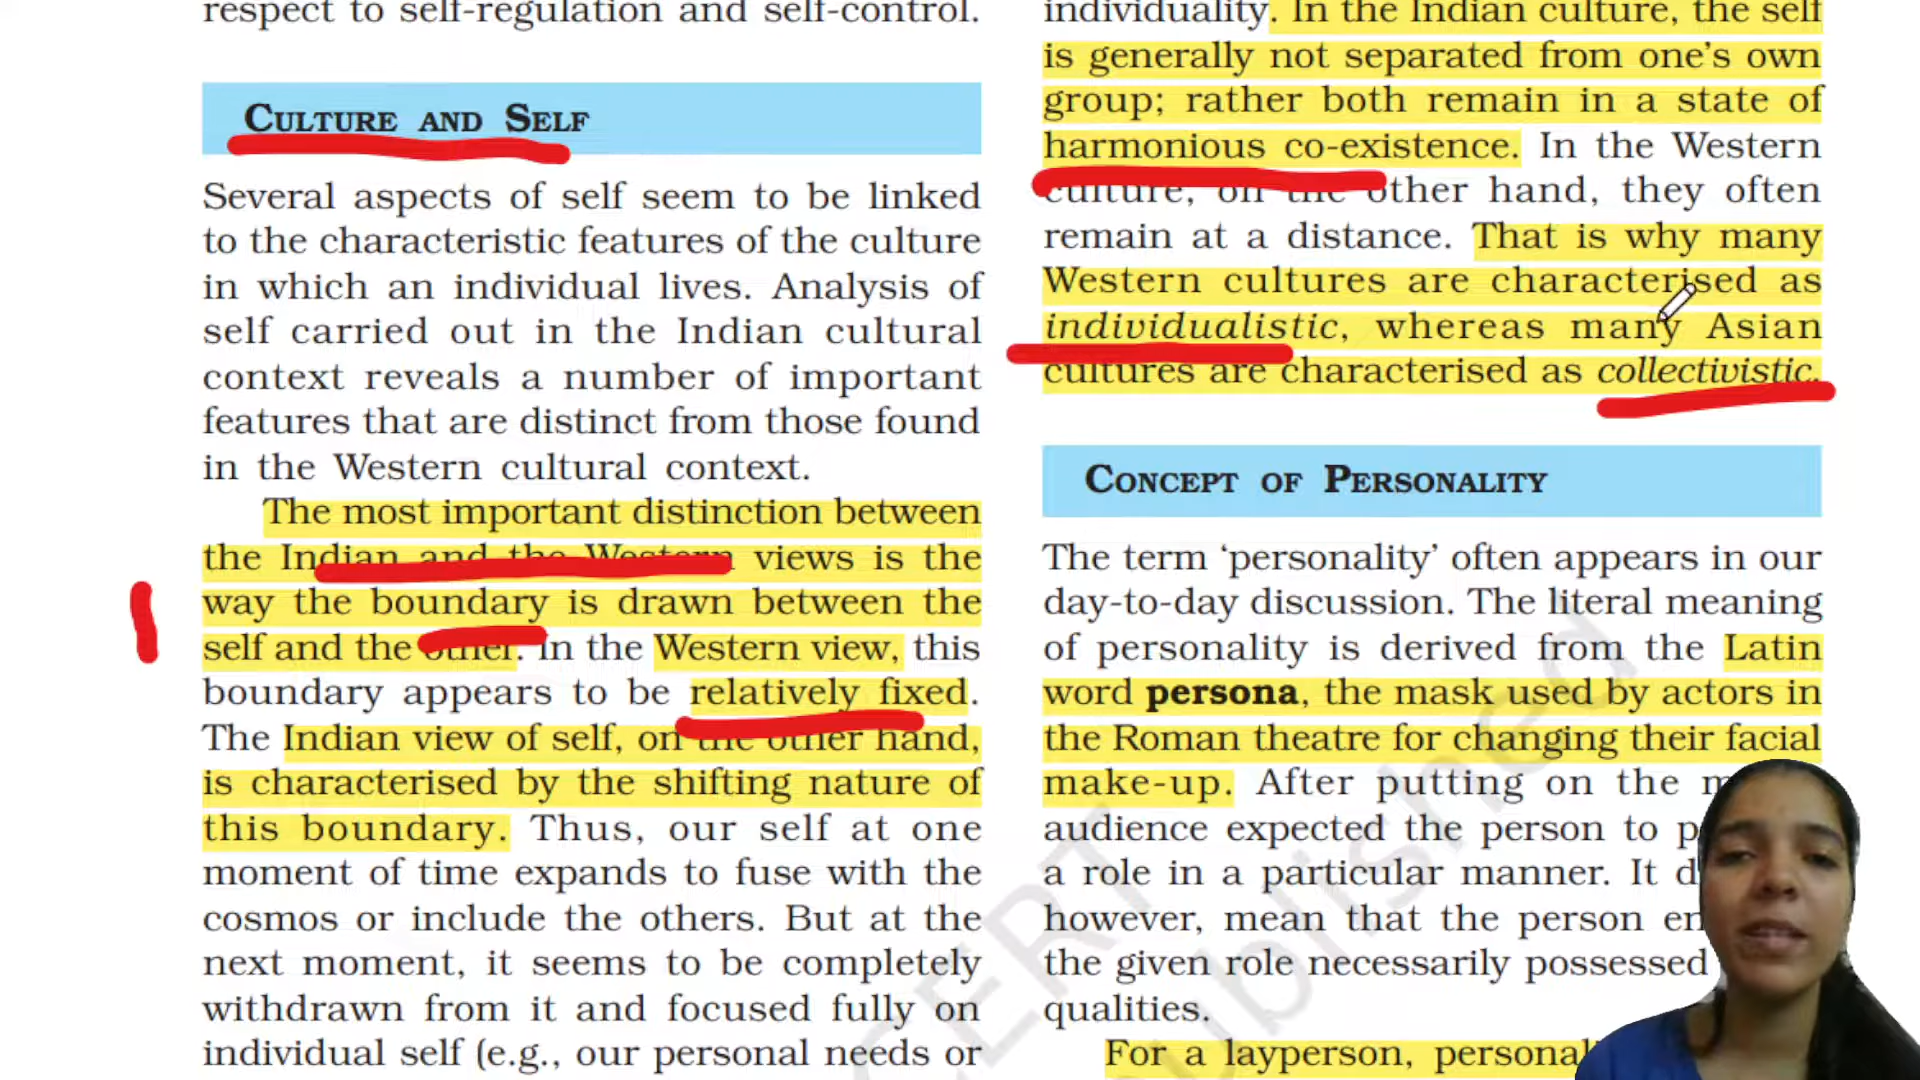 respect to self-regulation and self-control.
CULTURE AND SELF
Several aspects of self seem to be linked
to the characteristic features of the culture
in which an individual lives. Analysis of
self carried out in the Indian cultural
context reveals a number of important
features that are distinct from those found
in the Western cultural context.
The most important distinction between
the Indian and the Western views is the
way the boundary is drawn between the
self and the other. In the Western view, this
boundary appears to be relatively fixed.
The Indian view of self, on the other hand,
is characterised by the shifting nature of
this boundary. Thus, our self at one
moment of time expands to fuse with the
cosmos or include the others. But at the
next moment, it seems to be completely
withdrawn from it and focused fully on
individual self (e.g., our personal needs or
individuality. In the Indian culture, the self
is generally not separated from one's own
group; rather both remain in a state of
harmonious co-existence. In the Western
culture, on the other hand, they often
remain at a distance. That is why many
Western cultures are characterised as
individualistic, whereas many Asian
cultures are characterised as collectivistic.
CONCEPT OF PERSONALITY
The term ‘personality’ often appears in our
day-to-day discussion. The literal meaning
of personality is derived from the Latin
word persona, the mask used by actors in
the Roman theatre for changing their facial
make-up. After putting on the
audience expected the person to
a role in a particular manner. It
however, mean that the person
the given role necessarily possessed
qualities.
For a layperson,
CERT
ublished